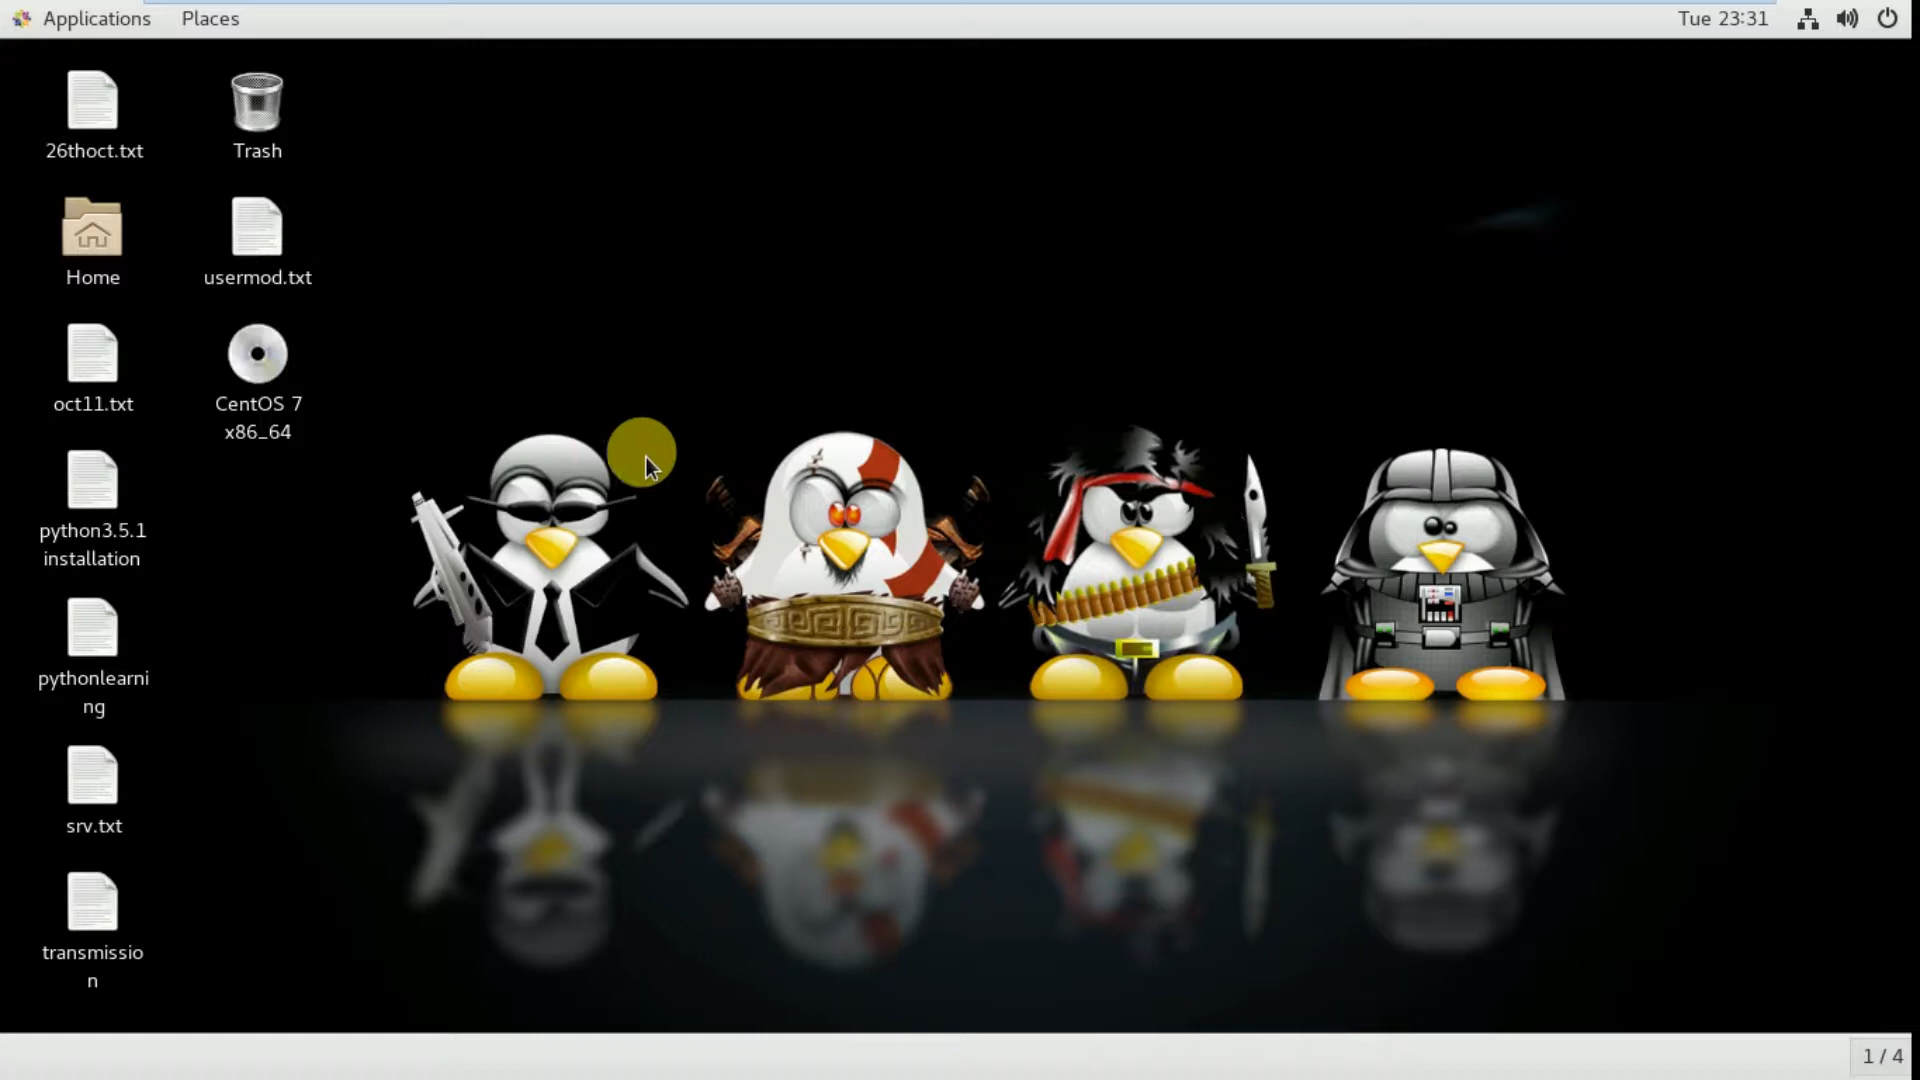 Applications Places Tue 23:31
26thoct.txt
Trash
Home
usermod.txt
oct11.txt
CentOS 7
x86_64
python3.5.1
installation
pythonlearni
ng
srv.txt
transmissio
n
1 / 4